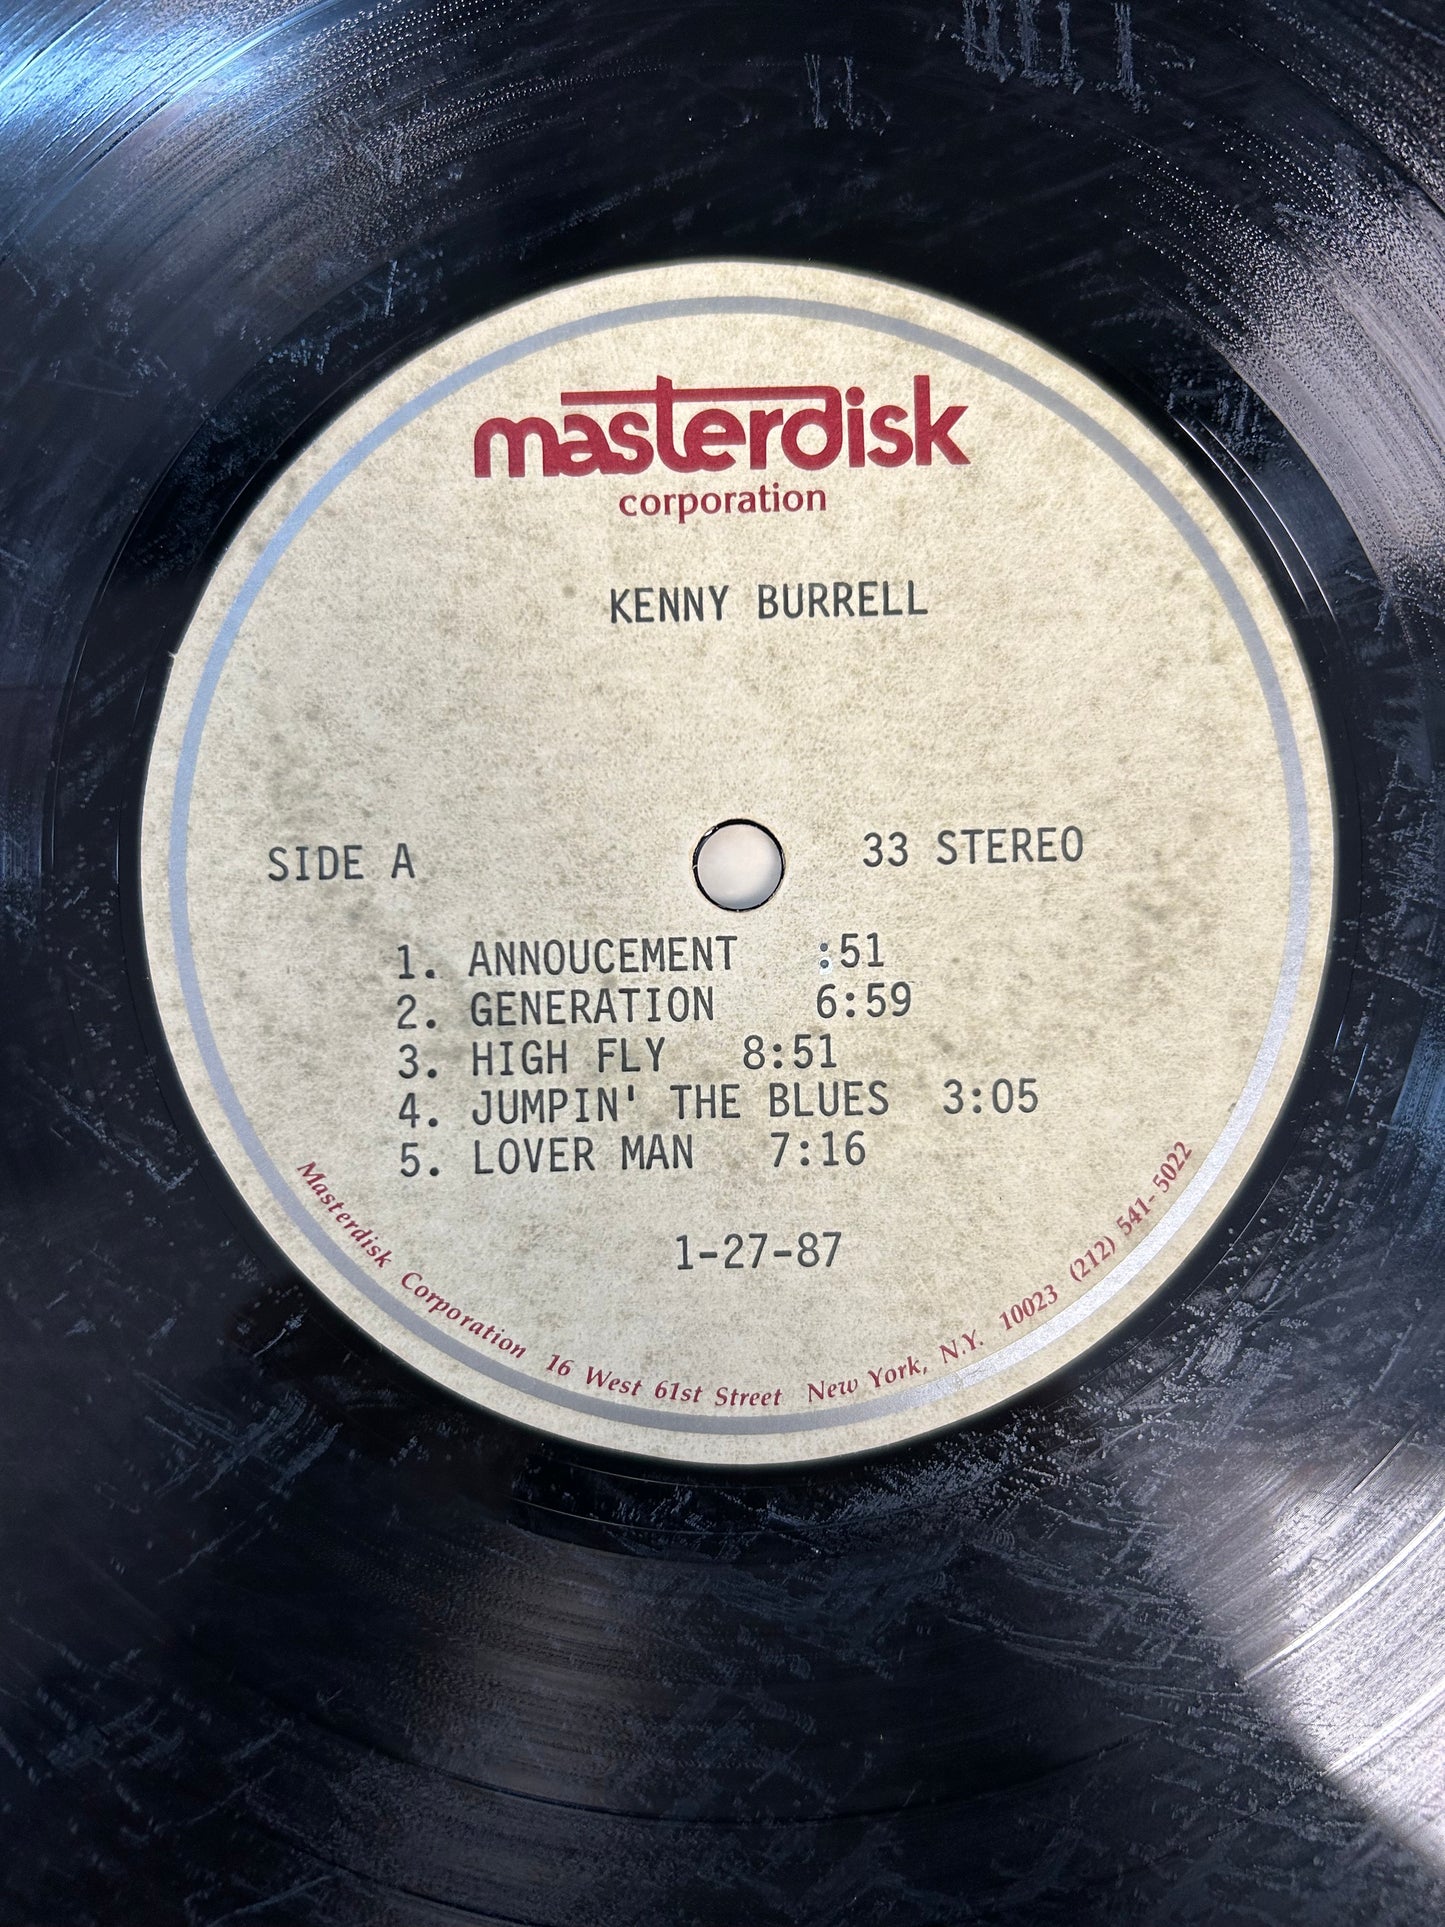 masterdisk
corporation
KENNY BURRELL
SIDE A
33 STEREO
1. ANNOUCEMENT :51
2. GENERATION 6:59
3. HIGH FLY 8:51
4. JUMPIN' THE BLUES 3:05
5. LOVER MAN 7:16
1-27-87
Masterdisk Corporation 16 West 61st Street New York, N.Y. 10023 (212) 541-5022